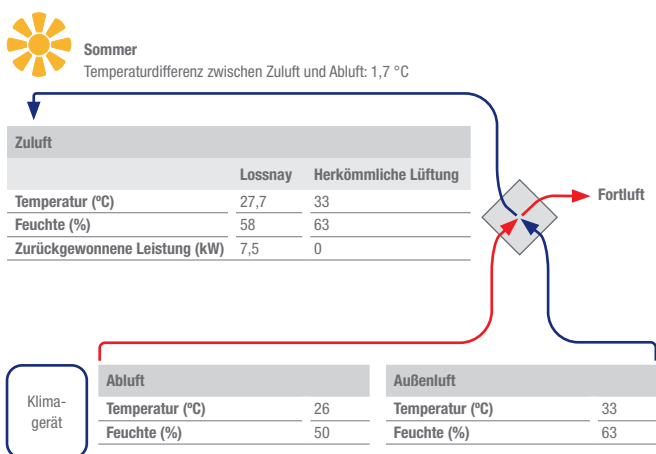 Sommer
Temperaturdifferenz zwischen Zuluft und Abluft: 1,7 °C
Zuluft
Lossnay Herkömmliche Lüftung
Temperatur (ºC) 27,7 33
Feuchte (%) 58 63
Zurückgewonnene Leistung (kW) 7,5 0
Fortluft
Klima-
gerät
Abluft
Temperatur (ºC) 26
Feuchte (%) 50
Außenluft
Temperatur (ºC) 33
Feuchte (%) 63